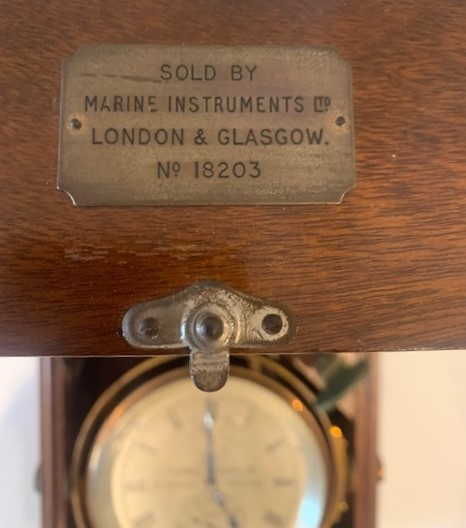 SOLD BY
MARINE INSTRUMENTS LTD
LONDON & GLASGOW.
Nº 18203